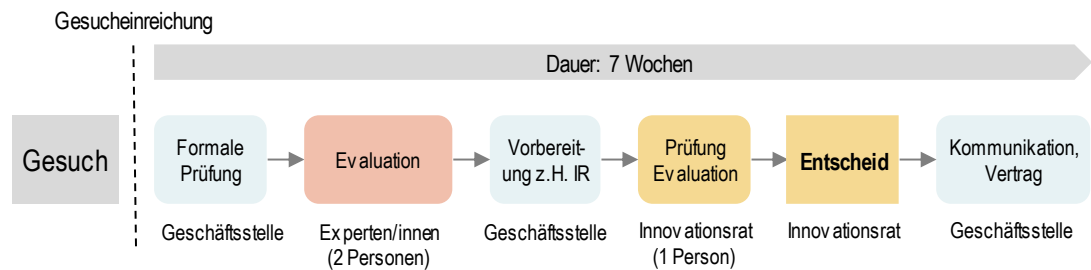 Gesucheinreichung
Dauer: 7 Wochen
Gesuch
Formale
Prüfung
Evaluation
Vorbereit-
ung z.H. IR
Prüfung
Evaluation
Entscheid
Kommunikation,
Vertrag
Geschäftsstelle
Experten/innen
(2 Personen)
Geschäftsstelle
Innovationsrat
(1 Person)
Innovationsrat
Geschäftsstelle